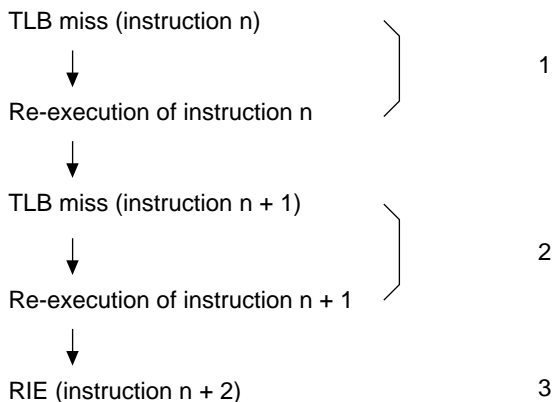 TLB miss (instruction n)
1
Re-execution of instruction n
TLB miss (instruction n + 1)
2
Re-execution of instruction n + 1
RIE (instruction n + 2)
3